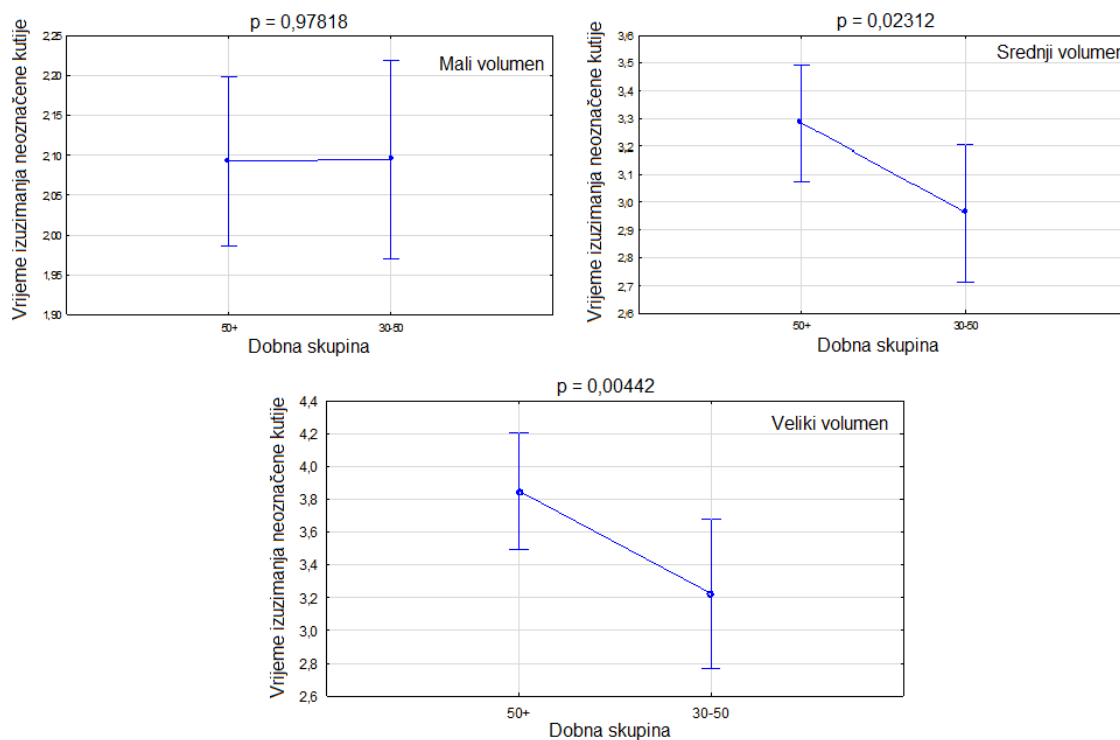 p = 0,97818
Mali volumen
Vrijeme izuzimanja neoznačene kutije
2,25
2,20
2,15
2,10
2,05
2,00
1,95
1,90
50+
30-50
Dobna skupina
p = 0,02312
Srednji volumen
Vrijeme izuzimanja neoznačene kutije
3,6
3,5
3,4
3,3
3,2
3,1
3,0
2,9
2,8
2,7
2,6
50+
30-50
Dobna skupina
p = 0,00442
Veliki volumen
Vrijeme izuzimanja neoznačene kutije
4,4
4,2
4,0
3,8
3,6
3,4
3,2
3,0
2,8
2,6
50+
30-50
Dobna skupina